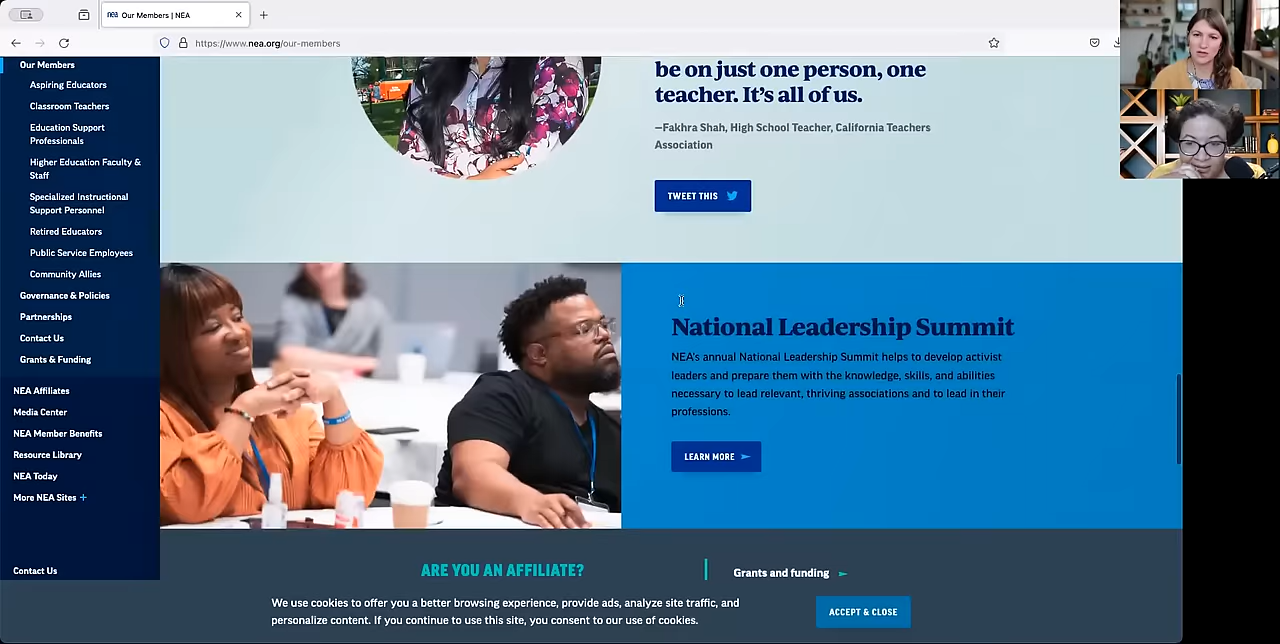 nea Our Members | NEA
https://www.nea.org/our-members
Our Members
Aspiring Educators
Classroom Teachers
Education Support
Professionals
Higher Education Faculty &
Staff
Specialized Instructional
Support Personnel
Retired Educators
Public Service Employees
Community Allies
Governance & Policies
Partnerships
Contact Us
Grants & Funding
NEA Affiliates
Media Center
NEA Member Benefits
Resource Library
NEA Today
More NEA Sites +
Contact Us
be on just one person, one
teacher. It’s all of us.
—Fakhra Shah, High School Teacher, California Teachers
Association
TWEET THIS
National Leadership Summit
NEA's annual National Leadership Summit helps to develop activist
leaders and prepare them with the knowledge, skills, and abilities
necessary to lead relevant, thriving associations and to lead in their
professions.
LEARN MORE
ARE YOU AN AFFILIATE?
Grants and funding
We use cookies to offer you a better browsing experience, provide ads, analyze site traffic, and
personalize content. If you continue to use this site, you consent to our use of cookies.
ACCEPT & CLOSE